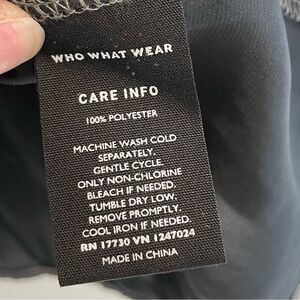 WHO WHAT WEAR
CARE INFO
100% POLYESTER
MACHINE WASH COLD
SEPARATELY.
GENTLE CYCLE.
ONLY NON-CHLORINE
BLEACH IF NEEDED.
TUMBLE DRY LOW.
REMOVE PROMPTLY.
COOL IRON IF NEEDED.
RN 17730 VN 1247024
MADE IN CHINA